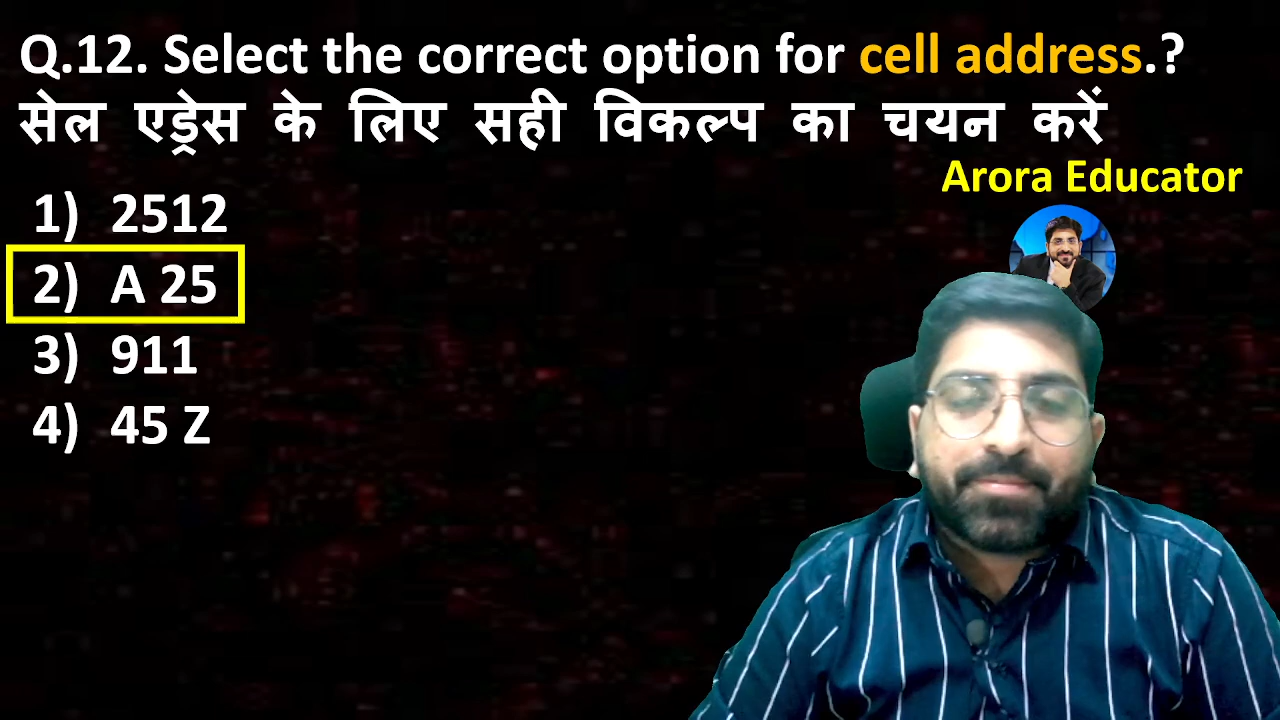 Q.12. Select the correct option for cell address.?
सेल एड्रेस के लिए सही विकल्प का चयन करें
Arora Educator
1) 2512
2) A 25
3) 911
4) 45 Z